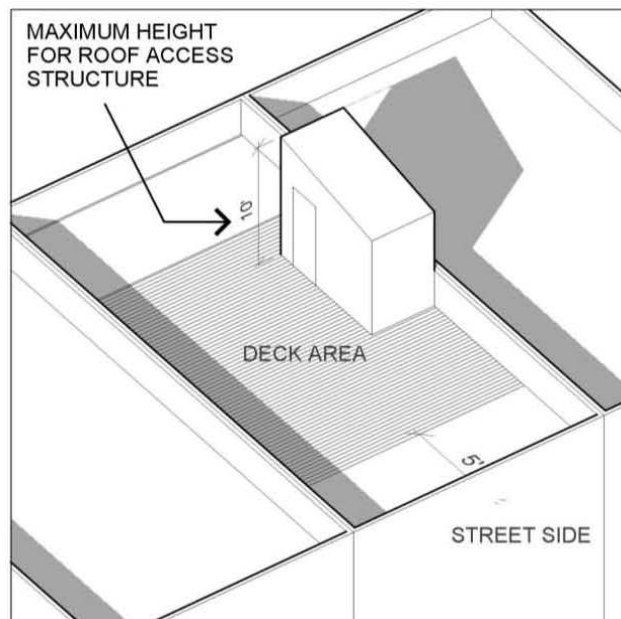 MAXIMUM HEIGHT
FOR ROOF ACCESS
STRUCTURE
10'
DECK AREA
5'
STREET SIDE